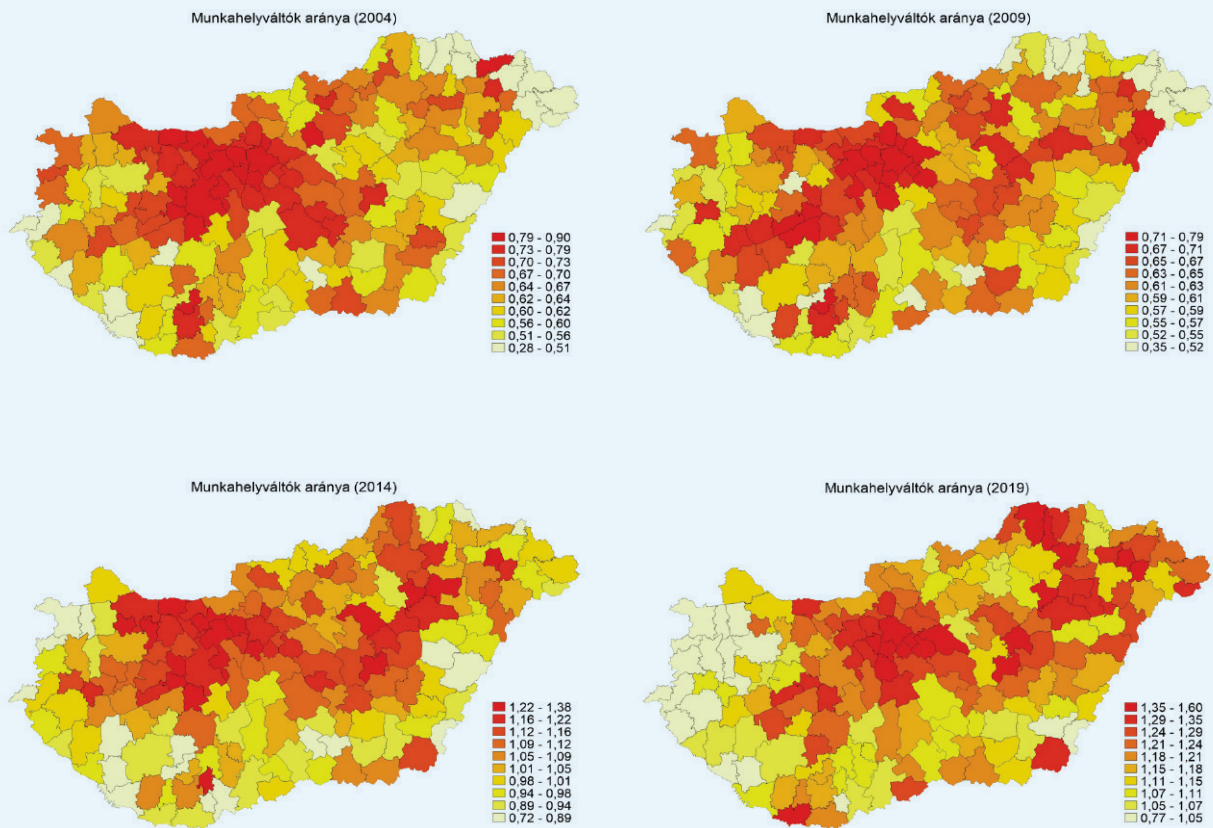 Munkahelyváltók aránya (2004)
0,79 - 0,90
0,73 - 0,79
0,70 - 0,73
0,67 - 0,70
0,64 - 0,67
0,62 - 0,64
0,60 - 0,62
0,56 - 0,60
0,51 - 0,56
0,28 - 0,51
Munkahelyváltók aránya (2009)
0,71 - 0,79
0,67 - 0,71
0,65 - 0,67
0,63 - 0,65
0,61 - 0,63
0,59 - 0,61
0,57 - 0,59
0,55 - 0,57
0,52 - 0,55
0,35 - 0,52
Munkahelyváltók aránya (2014)
1,22 - 1,38
1,16 - 1,22
1,12 - 1,16
1,09 - 1,12
1,05 - 1,09
1,01 - 1,05
0,98 - 1,01
0,94 - 0,98
0,89 - 0,94
0,72 - 0,89
Munkahelyváltók aránya (2019)
1,35 - 1,60
1,29 - 1,35
1,24 - 1,29
1,21 - 1,24
1,18 - 1,21
1,15 - 1,18
1,11 - 1,15
1,07 - 1,11
1,05 - 1,07
0,77 - 1,05